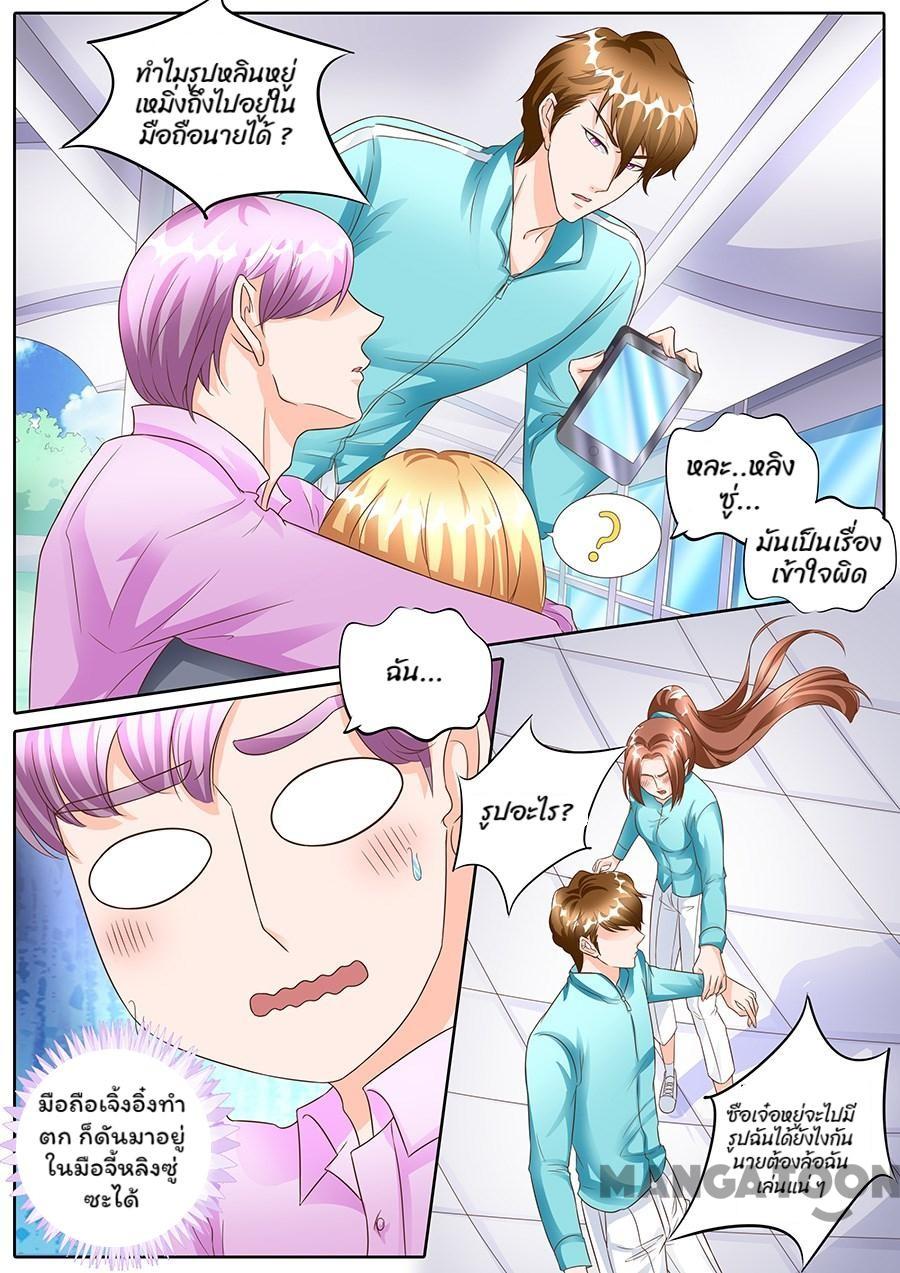 ทำไมรูปหลินหยู่
เหมิ่งถึงไปอยู่ใน
มือถือนายได้ ?
หละ..หลิง
ซู่...
มันเป็นเรื่อง
เข้าใจผิด
?
ฉัน...
รูปอะไร?
มือถือเจิ้งอิ๋งทำ
ตก ก็ดันมาอยู่
ในมือจี้หลิงซู่
ซะได้
ซือเจ๋อหยู่จะไปมี
รูปฉันได้ยังไงกัน
นายต้องล้อฉัน
เล่นแน่ ๆ
MANGATOON